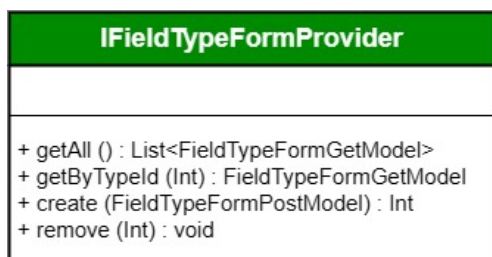 IFieldTypeFormProvider
+ getAll () : List<FieldTypeFormGetModel>
+ getByTypeId (Int) : FieldTypeFormGetModel
+ create (FieldTypeFormPostModel) : Int
+ remove (Int) : void